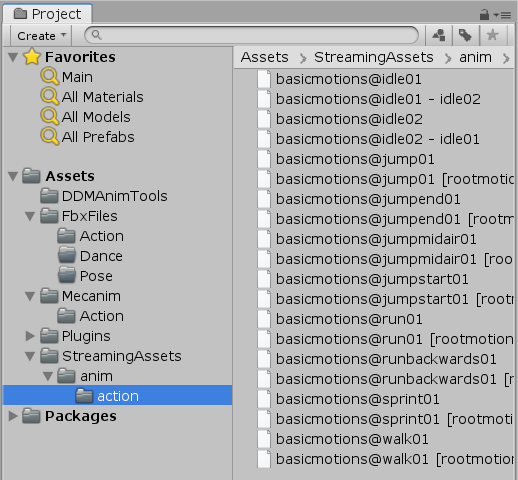 Project
Create
Favorites
Main
All Materials
All Models
All Prefabs
Assets
DDMAnimTools
FbxFiles
Action
Dance
Pose
Mecanim
Action
Plugins
StreamingAssets
anim
action
Packages
Assets > StreamingAssets > anim >
basicmotions@idle01
basicmotions@idle01 - idle02
basicmotions@idle02
basicmotions@idle02 - idle01
basicmotions@jump01
basicmotions@jump01 [rootmotio
basicmotions@jumpend01
basicmotions@jumpend01 [rootm
basicmotions@jumpmidair01
basicmotions@jumpmidair01 [roo
basicmotions@jumpstart01
basicmotions@jumpstart01 [rootn
basicmotions@run01
basicmotions@run01 [rootmotion
basicmotions@runbackwards01
basicmotions@runbackwards01 [r
basicmotions@sprint01
basicmotions@sprint01 [rootmoti
basicmotions@walk01
basicmotions@walk01 [rootmotion